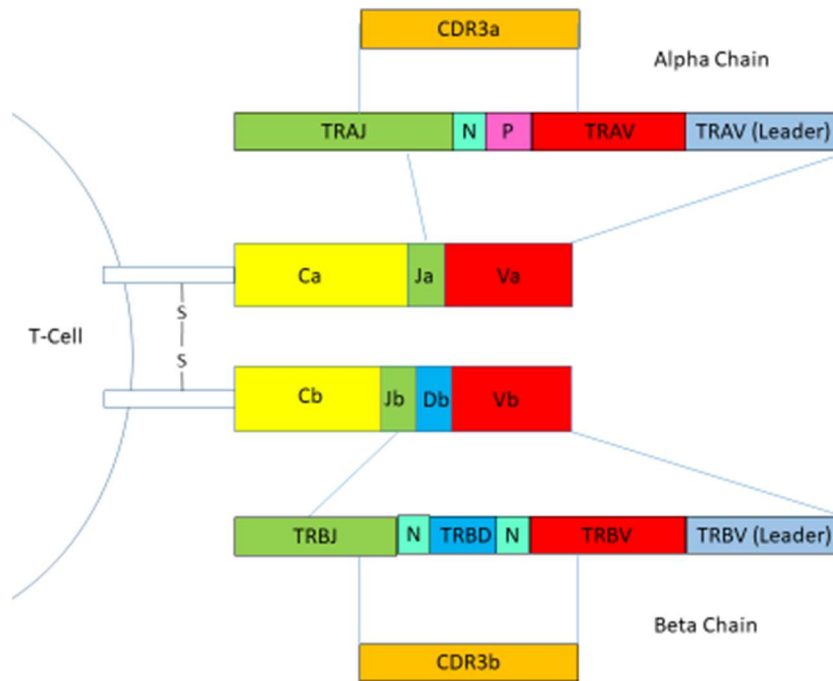 CDR3a
Alpha Chain
TRAJ N P TRAV TRAV (Leader)
Ca Ja Va
S
T-Cell
S
Cb Jb Db Vb
TRBJ N TRBD N TRBV TRBV (Leader)
Beta Chain
CDR3b